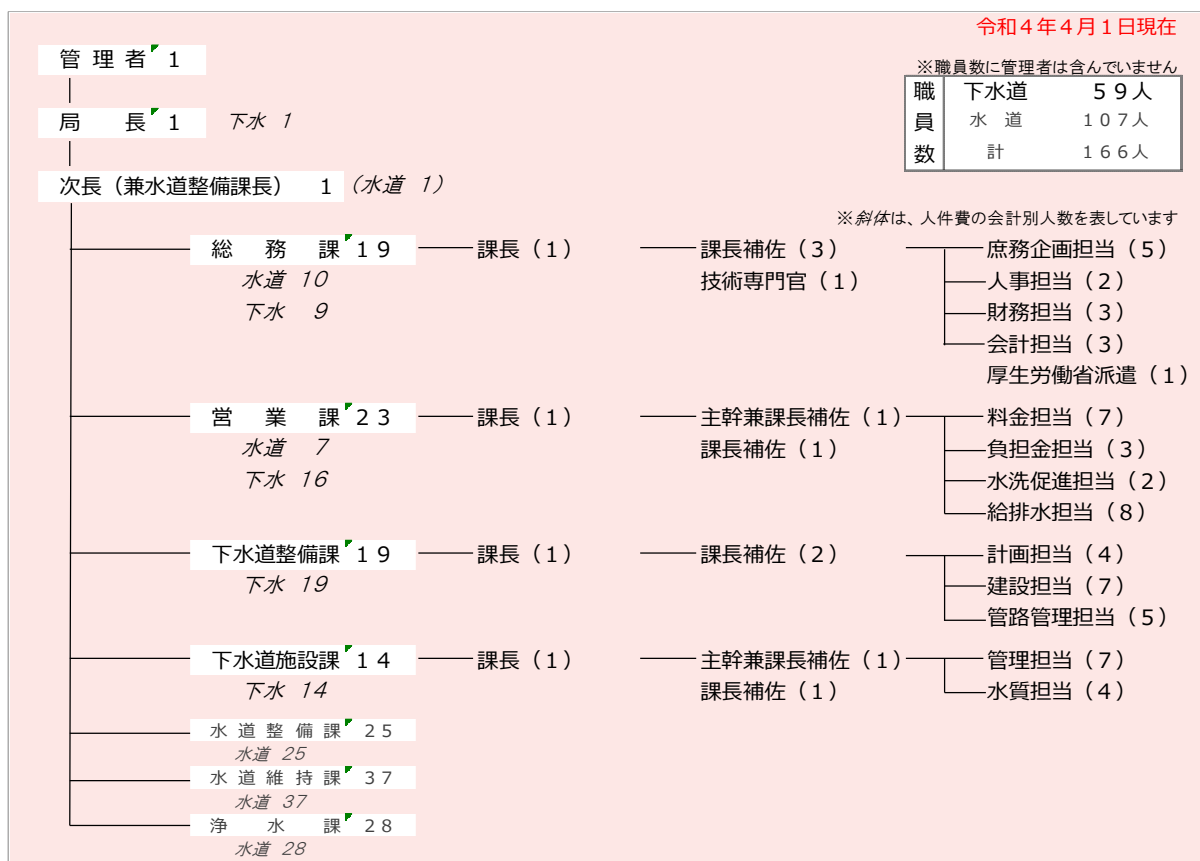 令和４年４月１日現在
管 理 者 １
※職員数に管理者は含んでいません
職員数
下水道 ５９人
水 道 １０７人
計 １６６人
局 長 １ 下水 1
次長（兼水道整備課長） １ (水道 1)
※斜体は、人件費の会計別人数を表しています
総 務 課 １９ 課長（１） 課長補佐（３） 庶務企画担当（５）
水道 10 技術専門官（１） 人事担当（２）
下水 9 財務担当（３）
会計担当（３）
厚生労働省派遣（１）
営 業 課 ２３ 課長（１） 主幹兼課長補佐（１） 料金担当（７）
水道 7 課長補佐（１） 負担金担当（３）
下水 16 水洗促進担当（２）
給排水担当（８）
下水道整備課 １９ 課長（１） 課長補佐（２） 計画担当（４）
下水 19 建設担当（７）
管路管理担当（５）
下水道施設課 １４ 課長（１） 主幹兼課長補佐（１） 管理担当（７）
下水 14 課長補佐（１） 水質担当（４）
水 道 整 備 課 ２５
水道 25
水 道 維 持 課 ３７
水道 37
浄 水 課 ２８
水道 28